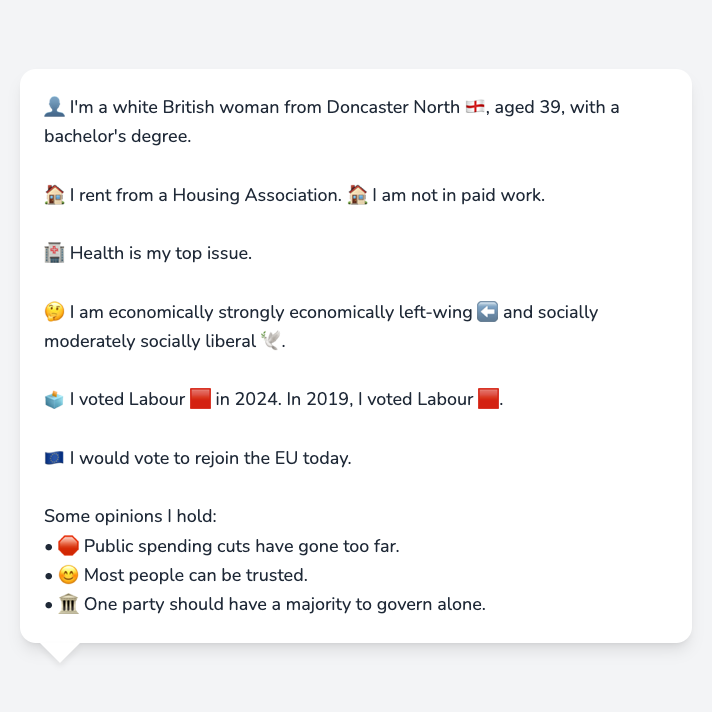 👤 I'm a white British woman from Doncaster North 🏴󠁧󠁢󠁥󠁮󠁧󠁿, aged 39, with a
bachelor's degree.
🏠 I rent from a Housing Association. 🏠 I am not in paid work.
🏥 Health is my top issue.
🤔 I am economically strongly economically left-wing ⬅️ and socially
moderately socially liberal 🕊️.
🗳️ I voted Labour 🟥 in 2024. In 2019, I voted Labour 🟥.
🇪🇺 I would vote to rejoin the EU today.
Some opinions I hold:
• 🛑 Public spending cuts have gone too far.
• 😊 Most people can be trusted.
• 🏛️ One party should have a majority to govern alone.